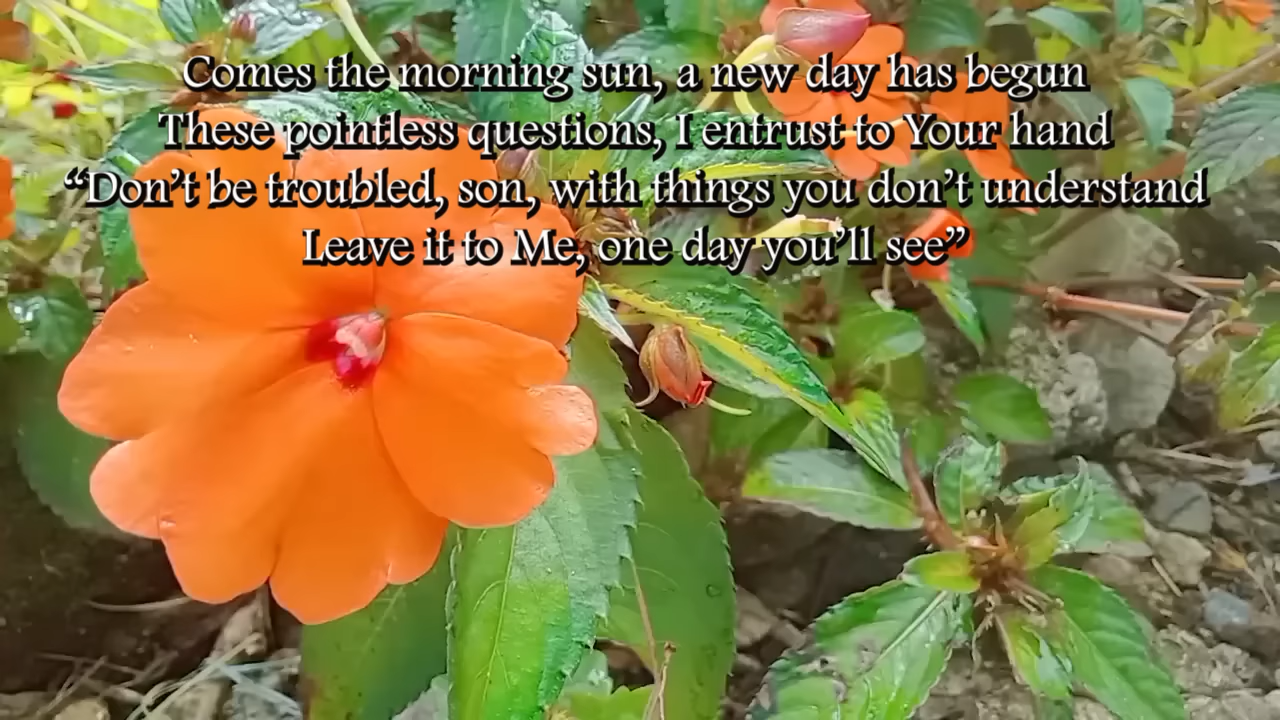 Comes the morning sun, a new day has begun
These pointless questions, I entrust to Your hand
“Don’t be troubled, son, with things you don’t understand
Leave it to Me, one day you’ll see”